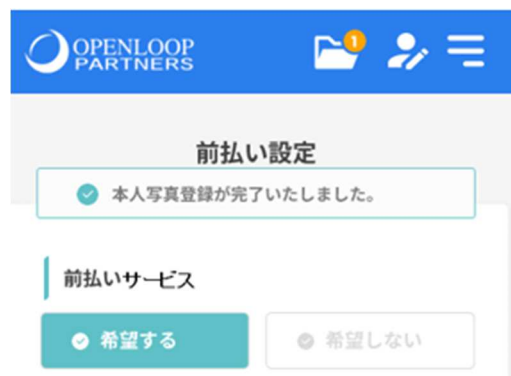 OPENLOOP
PARTNERS
1
前払い設定
本人写真登録が完了いたしました。
前払いサービス
希望する
希望しない